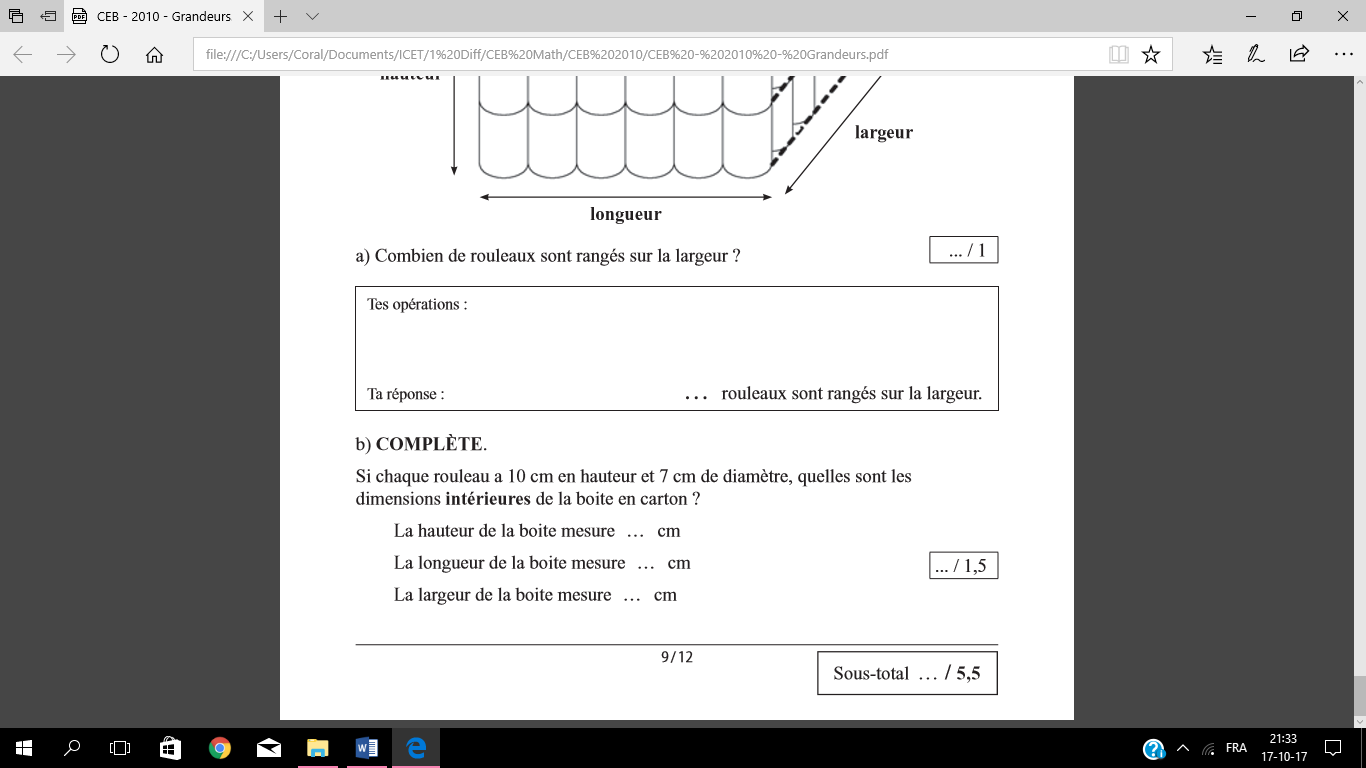 CEB - 2010 - Grandeurs
file:///C:/Users/Coral/Documents/ICET/1%20Diff/CEB%20Math/CEB%202010/CEB%20-%202010%20-%20Grandeurs.pdf
hauteur
largeur
longueur
a) Combien de rouleaux sont rangés sur la largeur ?
... / 1
Tes opérations :
Ta réponse : ... rouleaux sont rangés sur la largeur.
b) COMPLÈTE.
Si chaque rouleau a 10 cm en hauteur et 7 cm de diamètre, quelles sont les
dimensions intérieures de la boite en carton ?
La hauteur de la boite mesure ... cm
La longueur de la boite mesure ... cm
... / 1,5
La largeur de la boite mesure ... cm
9/12
Sous-total ... / 5,5
FRA
21:33
17-10-17